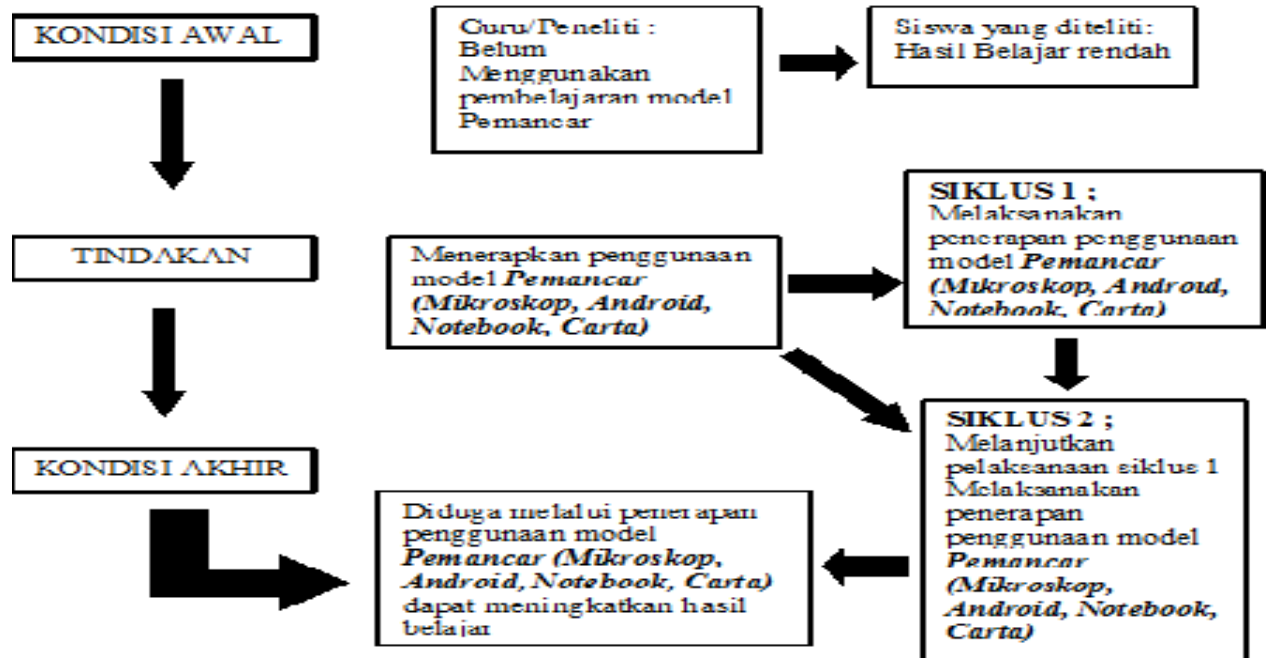 KONDISI AWAL
Guru/Peneliti :
Belum
Menggunakan
pembelajaran model
Pemancar
Siswa yang diteliti:
Hasil Belajar rendah
TINDAKAN
Menerapkan penggunaan
model Pemancar
(Mikroskop, Android,
Notebook, Carta)
SIKLUS 1 ;
Melaksanakan
penerapan penggunaan
model Pemancar
(Mikroskop, Android,
Notebook, Carta)
KONDISI AKHIR
Diduga melalui penerapan
penggunaan model
Pemancar (Mikroskop,
Android, Notebook, Carta)
dapat meningkatkan hasil
belajar
SIKLUS 2 ;
Melanjutkan
pelaksanaan siklus 1
Melaksanakan
penerapan
penggunaan model
Pemancar
(Mikroskop,
Android, Notebook,
Carta)